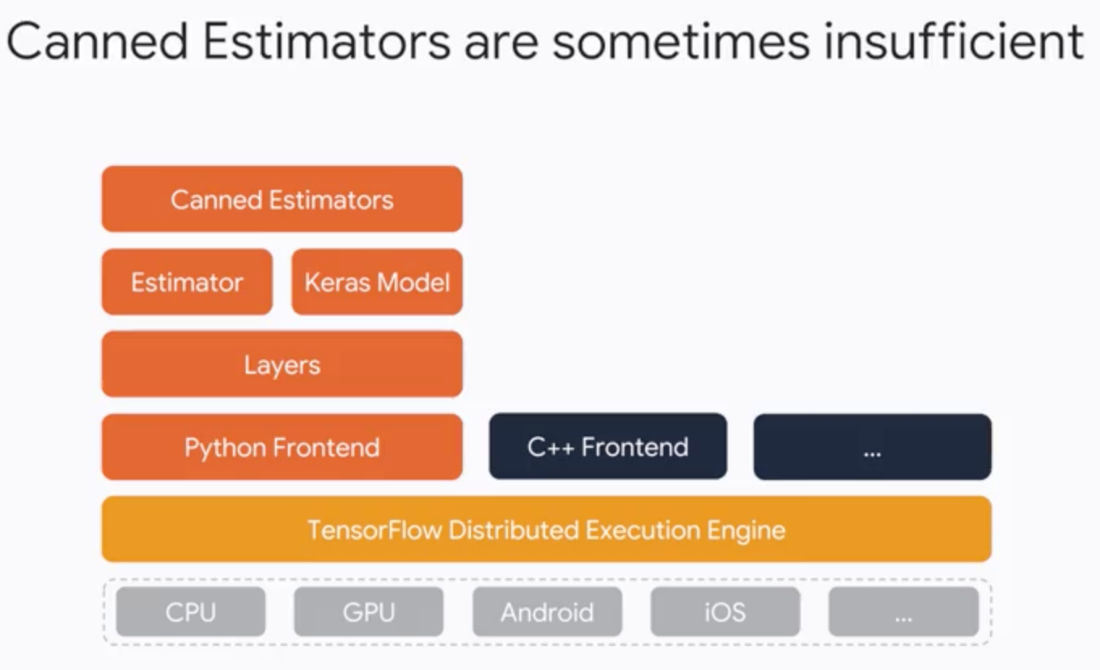 Canned Estimators are sometimes insufficient
Canned Estimators
Estimator
Keras Model
Layers
Python Frontend
C++ Frontend
...
TensorFlow Distributed Execution Engine
CPU
GPU
Android
iOS
...